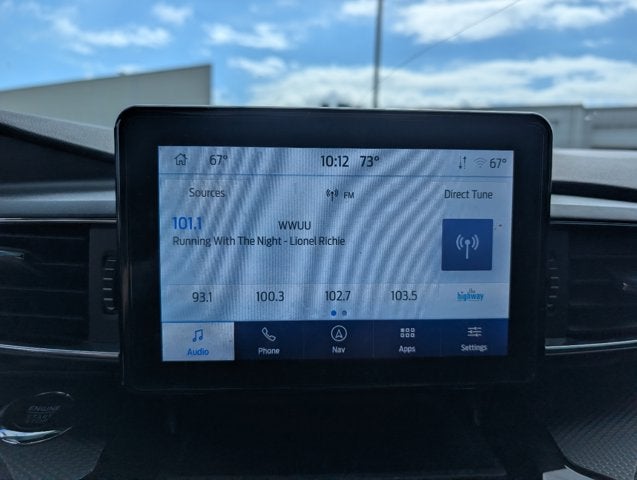 67° 10:12 73° 67°
Sources FM Direct Tune
101.1 WWUU
Running With The Night - Lionel Richie
93.1 100.3 102.7 103.5 the highway
Audio Phone Nav Apps Settings
ENGINE
START